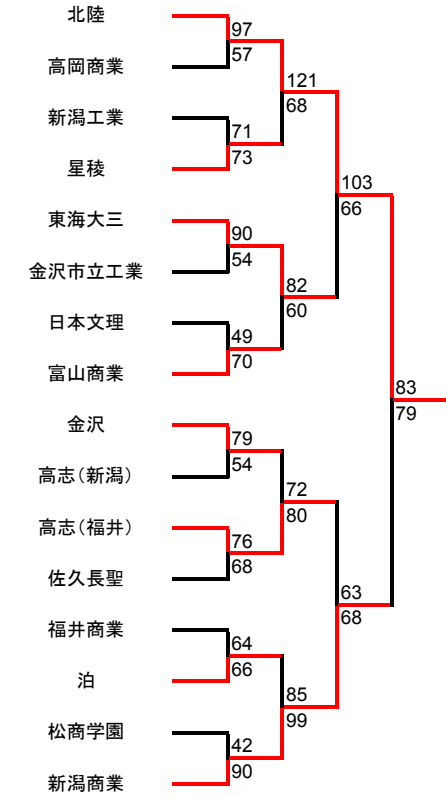 北陸
97
57
高岡商業
121
68
新潟工業
71
73
星稜
103
66
東海大三
90
54
金沢市立工業
82
60
日本文理
49
70
富山商業
83
79
金沢
79
54
高志(新潟)
72
80
高志(福井)
76
68
佐久長聖
63
68
福井商業
64
66
泊
85
99
松商学園
42
90
新潟商業